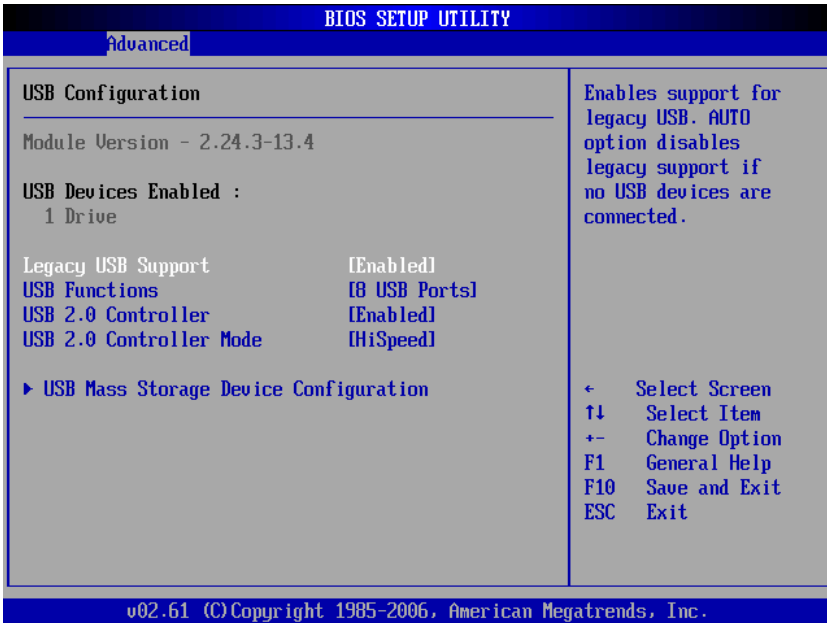 BIOS SETUP UTILITY
Advanced
USB Configuration
Module Version - 2.24.3-13.4
USB Devices Enabled :
1 Drive
Legacy USB Support [Enabled]
USB Functions [8 USB Ports]
USB 2.0 Controller [Enabled]
USB 2.0 Controller Mode [HiSpeed]
▶ USB Mass Storage Device Configuration
Enables support for
legacy USB. AUTO
option disables
legacy support if
no USB devices are
connected.
← Select Screen
↑↓ Select Item
+- Change Option
F1 General Help
F10 Save and Exit
ESC Exit
v02.61 (C)Copyright 1985-2006, American Megatrends, Inc.